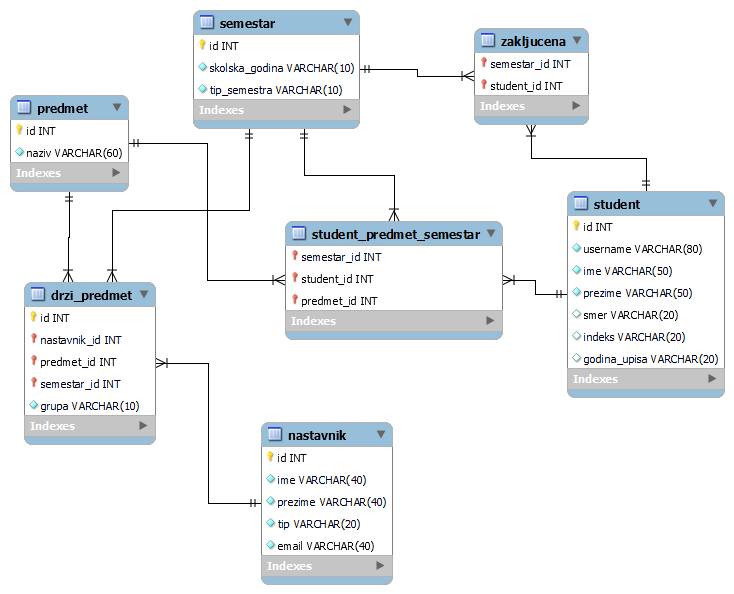 semestar
id INT
skolska_godina VARCHAR(10)
tip_semestra VARCHAR(10)
Indexes
zakljucena
semestar_id INT
student_id INT
Indexes
predmet
id INT
naziv VARCHAR(60)
Indexes
student
id INT
username VARCHAR(80)
ime VARCHAR(50)
prezime VARCHAR(50)
smer VARCHAR(20)
indeks VARCHAR(20)
godina_upisa VARCHAR(20)
Indexes
student_predmet_semestar
semestar_id INT
student_id INT
predmet_id INT
Indexes
drzi_predmet
id INT
nastavnik_id INT
predmet_id INT
semestar_id INT
grupa VARCHAR(10)
Indexes
nastavnik
id INT
ime VARCHAR(40)
prezime VARCHAR(40)
tip VARCHAR(20)
email VARCHAR(40)
Indexes